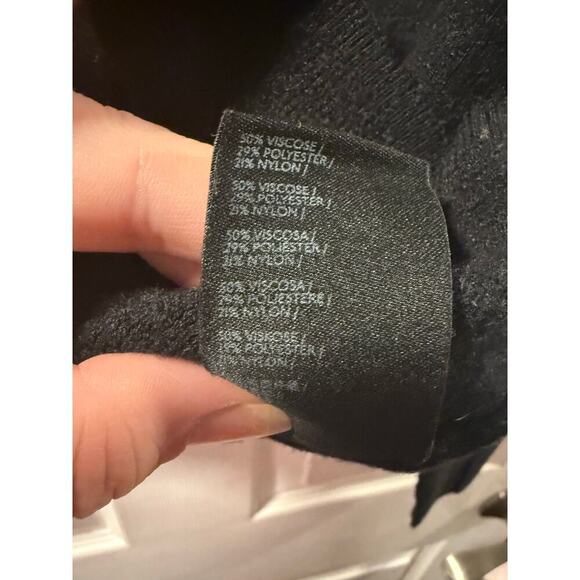 50% VISCOSE/
29% POLYESTER/
21% NYLON/
50% VISCOSE/
29% POLYESTER/
21% NYLON/
50% VISCOSA/
29% POLIESTER/
21% NYLON/
50% VISCOSA/
29% POLIESTERE/
21% NYLON/
50% VISKOSE/
POLYESTER/
NYLON/